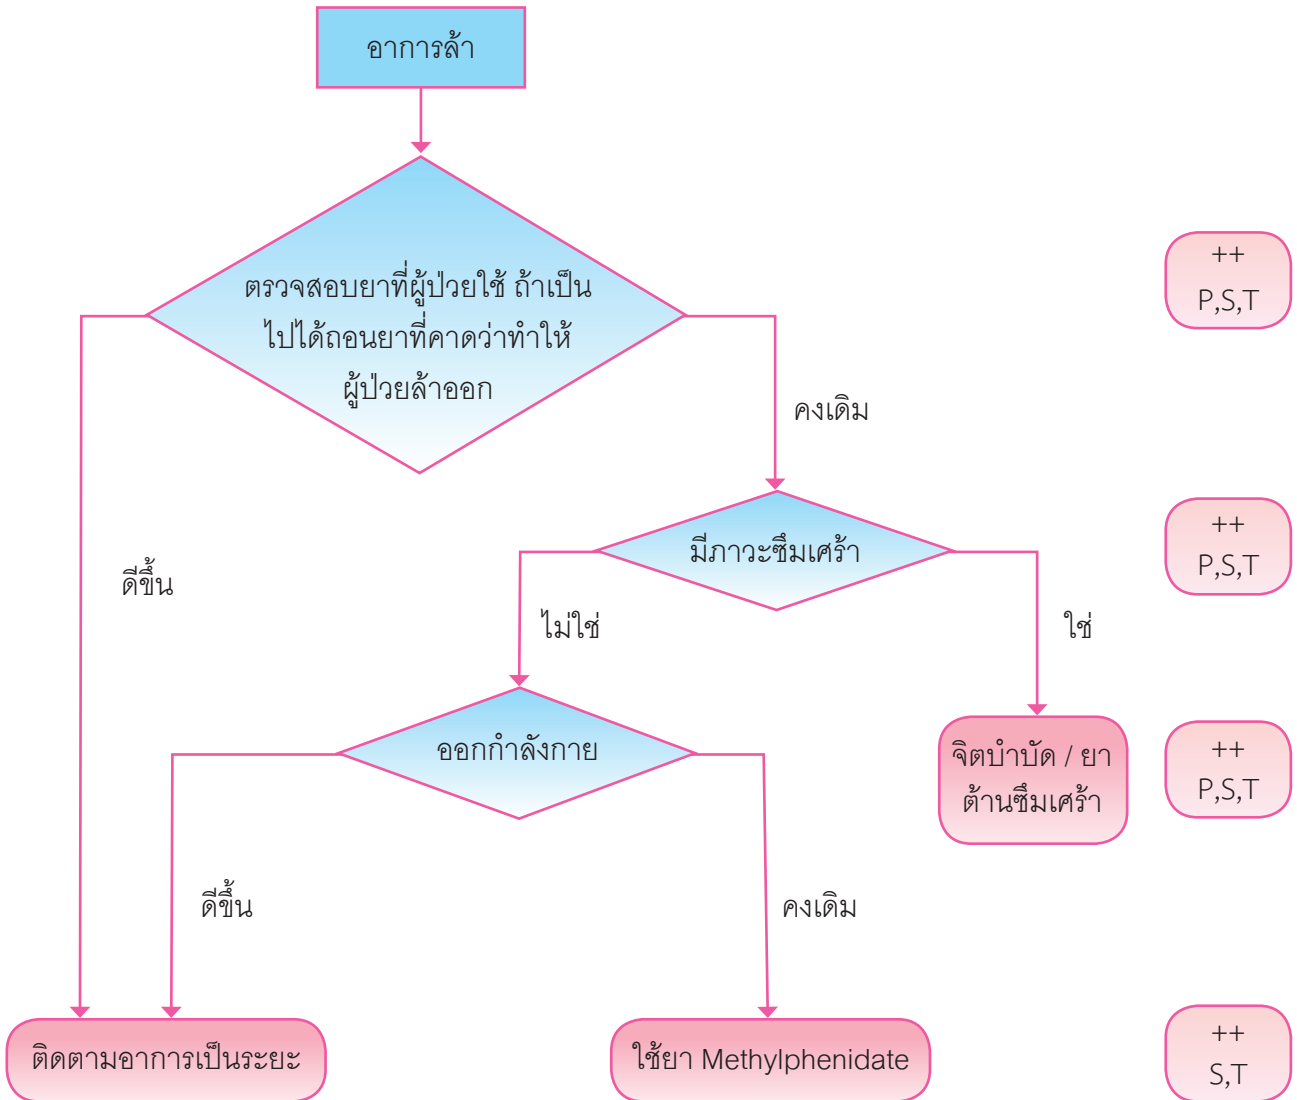 อาการล้า
ตรวจสอบยาที่ผู้ป่วยใช้ ถ้าเป็น
ไปได้ถอนยาที่คาดว่าทำให้
ผู้ป่วยล้าออก
++
P,S,T
คงเดิม
มีภาวะซึมเศร้า
++
P,S,T
ดีขึ้น
ไม่ใช่
ใช่
ออกกำลังกาย
จิตบำบัด / ยา
ต้านซึมเศร้า
++
P,S,T
ดีขึ้น
คงเดิม
ติดตามอาการเป็นระยะ
ใช้ยา Methylphenidate
++
S,T